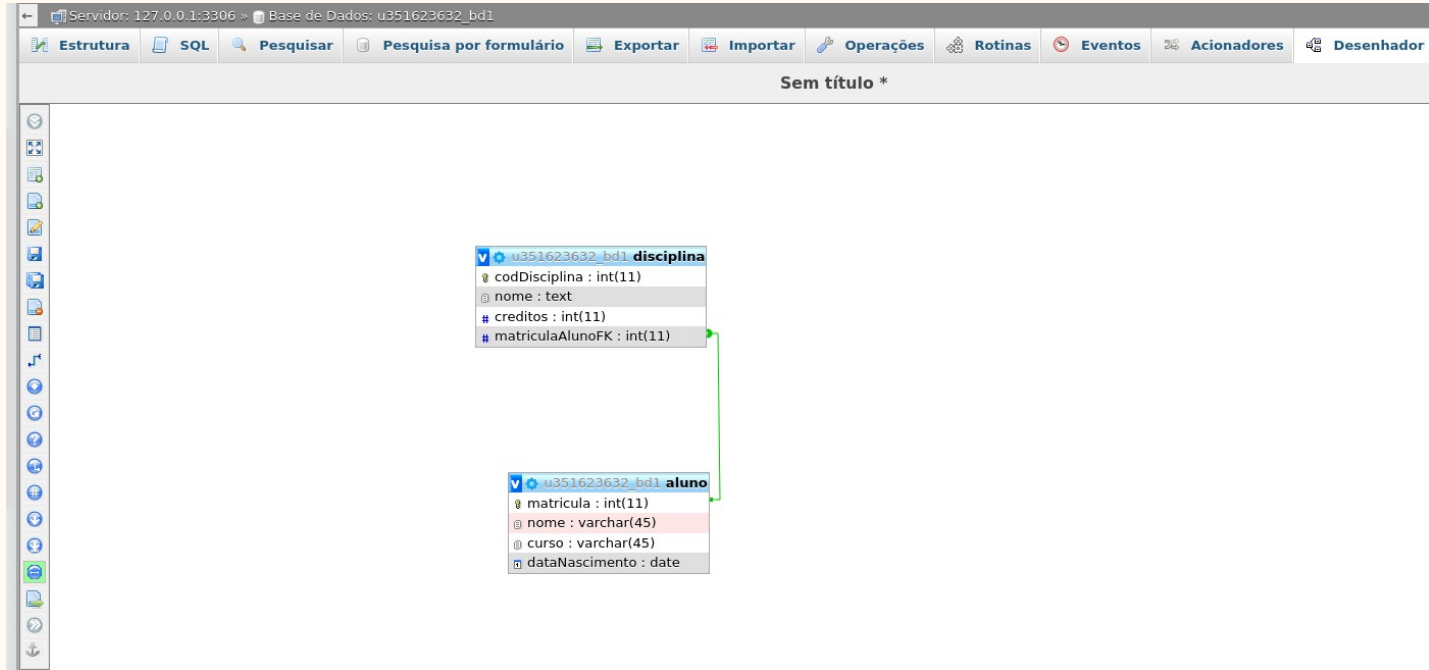 Servidor: 127.0.0.1:3306 » Base de Dados: u351623632_bd1
Estrutura SQL Pesquisar Pesquisa por formulário Exportar Importar Operações Rotinas Eventos Acionadores Desenhador
Sem título *
v u351623632_bd1 disciplina
codDisciplina : int(11)
nome : text
# creditos : int(11)
# matriculaAlunoFK : int(11)
v u351623632_bd1 aluno
matricula : int(11)
nome : varchar(45)
curso : varchar(45)
dataNascimento : date